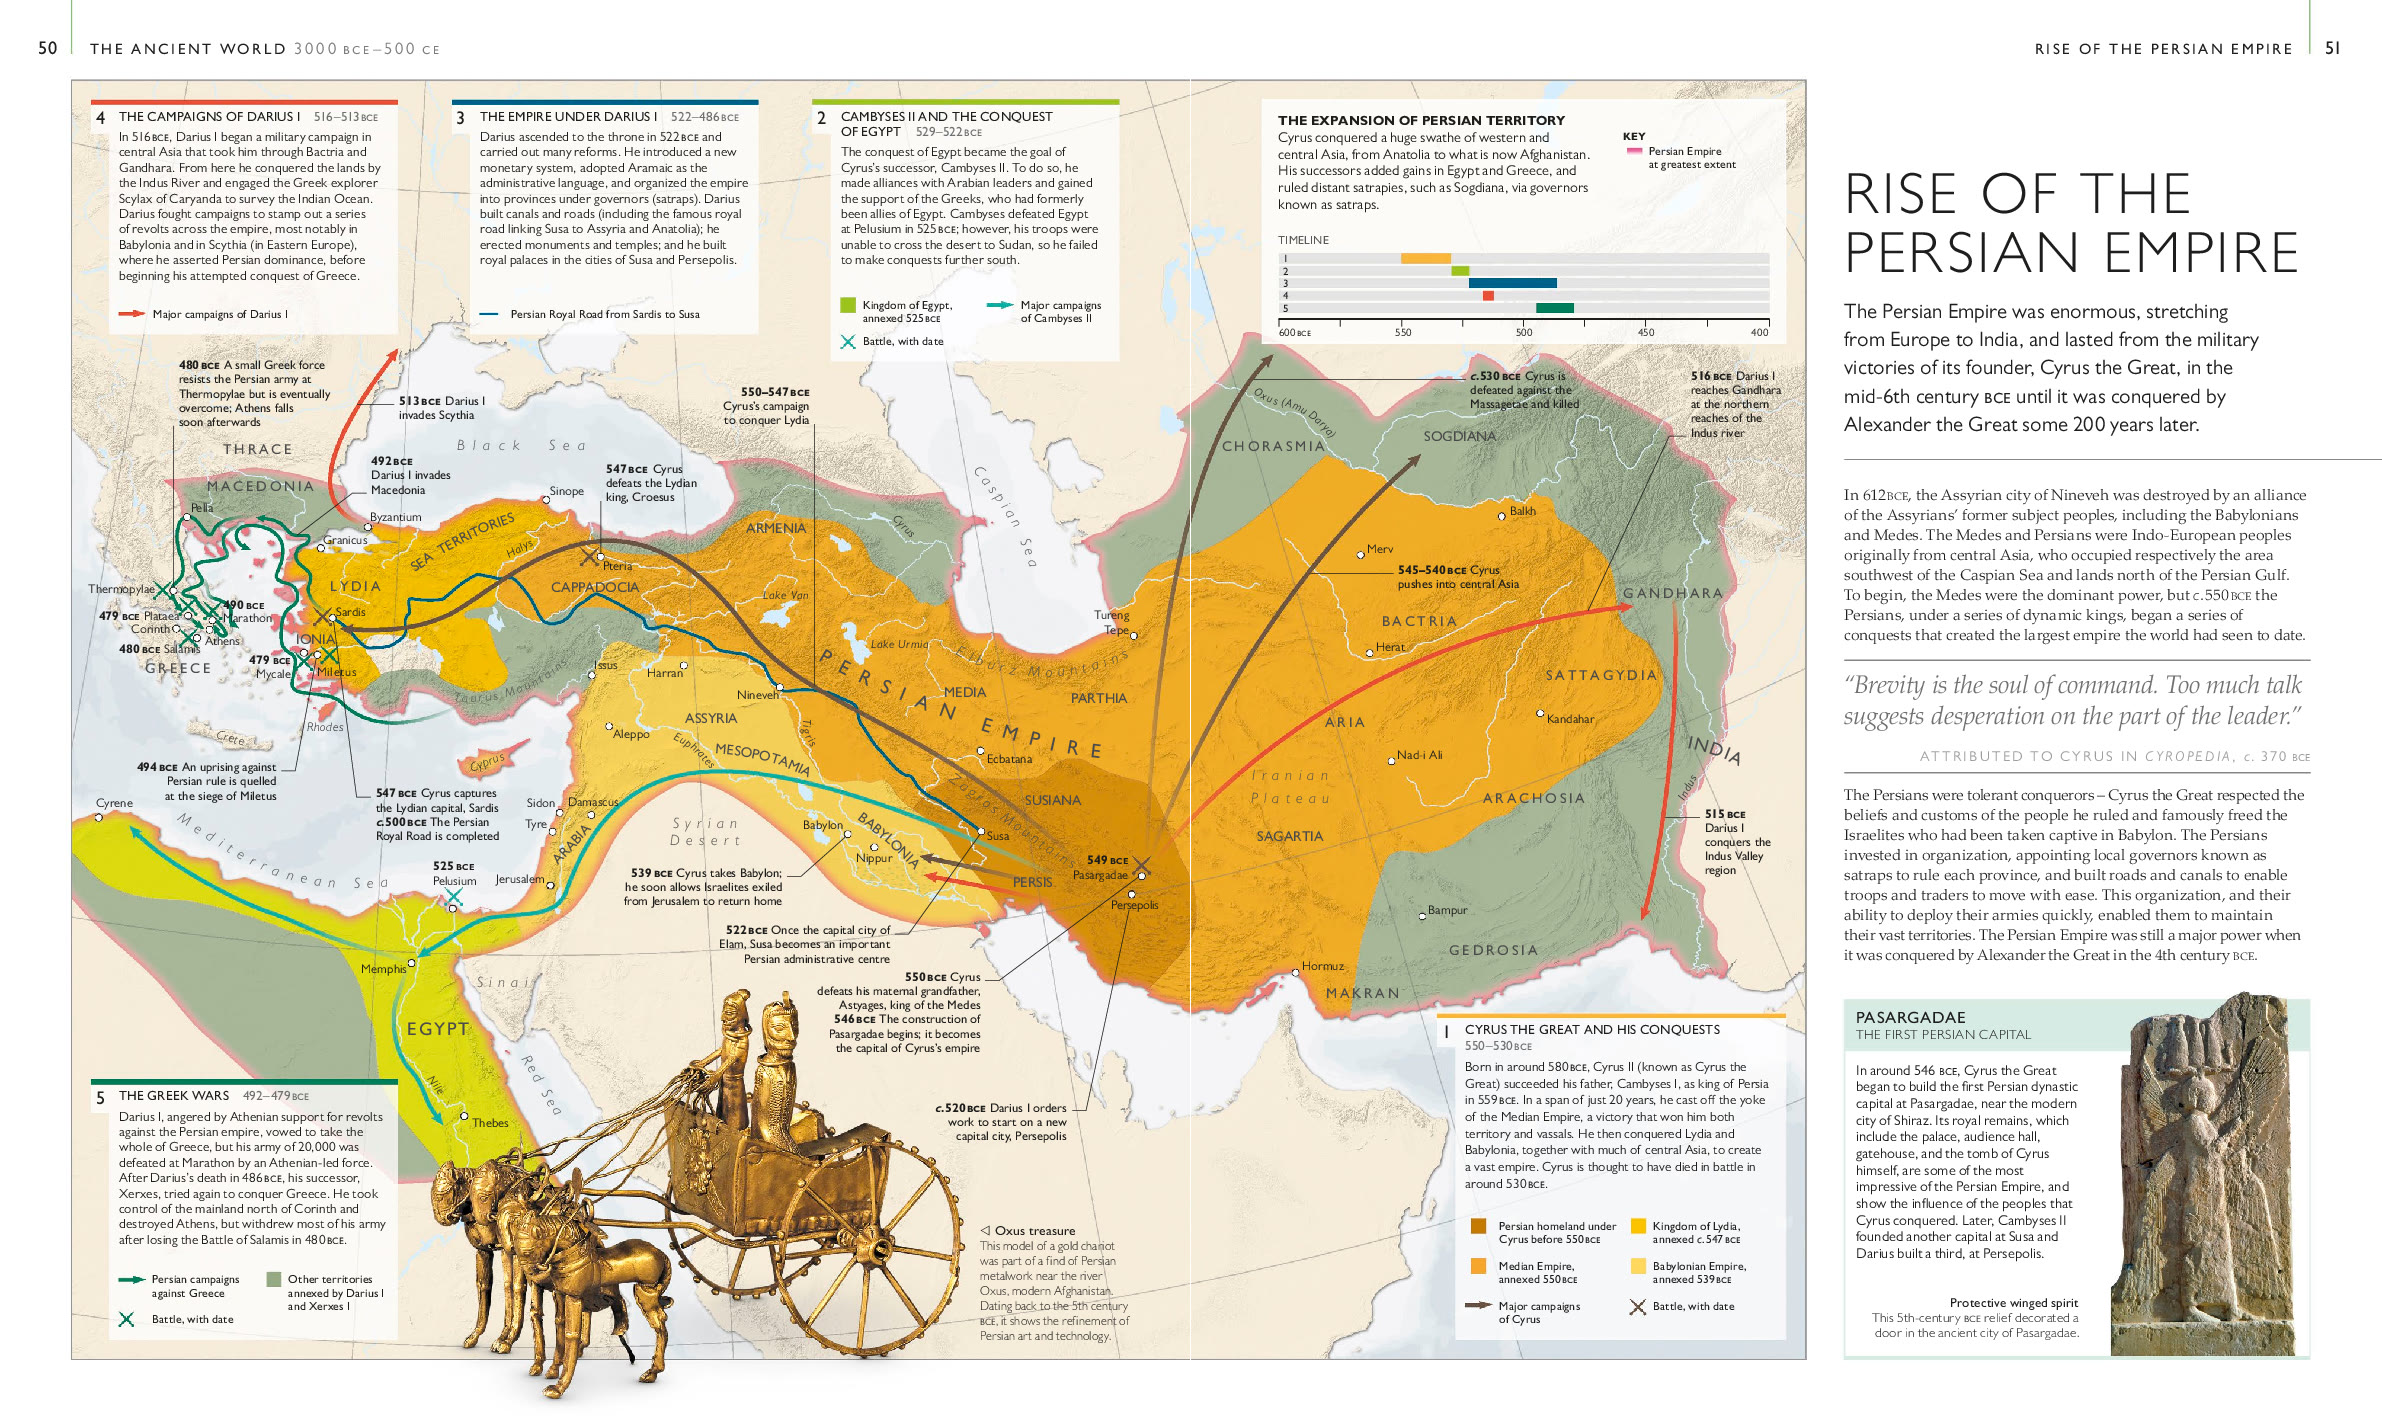 50 THE ANCIENT WORLD 3000 BCE–500 CE
RISE OF THE PERSIAN EMPIRE 51
4 THE CAMPAIGNS OF DARIUS I 516–513 BCE
In 516 BCE, Darius I began a military campaign in
central Asia that took him through Bactria and
Gandhara. From here he conquered the lands by
the Indus River and engaged the Greek explorer
Scylax of Caryanda to survey the Indian Ocean.
Darius fought campaigns to stamp out a series
of revolts across the empire, most notably in
Babylonia and in Scythia (in Eastern Europe),
where he asserted Persian dominance, before
beginning his attempted conquest of Greece.
Major campaigns of Darius I
3 THE EMPIRE UNDER DARIUS I 522–486 BCE
Darius ascended to the throne in 522 BCE and
carried out many reforms. He introduced a new
monetary system, adopted Aramaic as the
administrative language, and organized the empire
into provinces under governors (satraps). Darius
built canals and roads (including the famous royal
road linking Susa to Assyria and Anatolia); he
erected monuments and temples; and he built
royal palaces in the cities of Susa and Persepolis.
Persian Royal Road from Sardis to Susa
2 CAMBYSES II AND THE CONQUEST
OF EGYPT 529–522 BCE
The conquest of Egypt became the goal of
Cyrus's successor, Cambyses II. To do so, he
made alliances with Arabian leaders and gained
the support of the Greeks, who had formerly
been allies of Egypt. Cambyses defeated Egypt
at Pelusium in 525 BCE; however, his troops were
unable to cross the desert to Sudan, so he failed
to make conquests further south.
Kingdom of Egypt,
annexed 525 BCE
Major campaigns
of Cambyses II
Battle, with date
THE EXPANSION OF PERSIAN TERRITORY
Cyrus conquered a huge swathe of western and
central Asia, from Anatolia to what is now Afghanistan.
His successors added gains in Egypt and Greece, and
ruled distant satrapies, such as Sogdiana, via governors
known as satraps.
KEY
Persian Empire
at greatest extent
TIMELINE
1
2
3
4
5
600 BCE 550 500 450 400
480 BCE A small Greek force
resists the Persian army at
Thermopylae but is eventually
overcome; Athens falls
soon afterwards
513 BCE Darius I
invades Scythia
492 BCE
Darius I invades
Macedonia
547 BCE Cyrus
defeats the Lydian
king, Croesus
550–547 BCE
Cyrus's campaign
to conquer Lydia
c.530 BCE Cyrus is
defeated against the
Massagetae and killed
516 BCE Darius I
reaches Gandhara
at the northern
reaches of the
Indus river
THRACE
MACEDONIA
Black Sea
Caspian Sea
Oxus (Amu Darya)
CHORASMIA
SOGDIANA
Pella
Byzantium
Sinope
Granicus
SEA TERRITORIES
Halys
Pteria
ARMENIA
Cyrus
Balkh
Merv
545–540 BCE Cyrus
pushes into central Asia
LYDIA
CAPPADOCIA
Lake Van
Thermopylae
490 BCE
Marathon
479 BCE Plataea
Corinth
Athens
480 BCE Salamis
GREECE
Sardis
IONIA
479 BCE
Mycale
Miletus
Lake Urmia
Elburz Mountains
Tureng
Tepe
BACTRIA
GANDHARA
Herat
SATTAGYDIA
Taurus Mountains
Issus
Harran
Nineveh
PERSIAN EMPIRE
MEDIA
PARTHIA
ARIA
Kandahar
Nad-i Ali
INDIA
Rhodes
Crete
Cyprus
Aleppo
ASSYRIA
Euphrates
Tigris
MESOPOTAMIA
Ecbatana
Zagros Mountains
SUSIANA
Iranian
Plateau
ARACHOSIA
SAGARTIA
Indus
494 BCE An uprising against
Persian rule is quelled
at the siege of Miletus
547 BCE Cyrus captures
the Lydian capital, Sardis
c.500 BCE The Persian
Royal Road is completed
Cyrene
Mediterranean Sea
Sidon
Damascus
Tyre
ARABIA
Syrian
Desert
Babylon
BABYLONIA
Nippur
Susa
PERSIS
549 BCE
Pasargadae
Persepolis
515 BCE
Darius I
conquers the
Indus Valley
region
525 BCE
Pelusium
Jerusalem
539 BCE Cyrus takes Babylon;
he soon allows Israelites exiled
from Jerusalem to return home
522 BCE Once the capital city of
Elam, Susa becomes an important
Persian administrative centre
Bampur
GEDROSIA
Hormuz
MAKRAN
Memphis
Sinai
EGYPT
Red Sea
Nile
Thebes
550 BCE Cyrus
defeats his maternal grandfather,
Astyages, king of the Medes
546 BCE The construction of
Pasargadae begins; it becomes
the capital of Cyrus's empire
c.520 BCE Darius I orders
work to start on a new
capital city, Persepolis
5 THE GREEK WARS 492–479 BCE
Darius I, angered by Athenian support for revolts
against the Persian empire, vowed to take the
whole of Greece, but his army of 20,000 was
defeated at Marathon by an Athenian-led force.
After Darius's death in 486 BCE, his successor,
Xerxes, tried again to conquer Greece. He took
control of the mainland north of Corinth and
destroyed Athens, but withdrew most of his army
after losing the Battle of Salamis in 480 BCE.
Persian campaigns
against Greece
Other territories
annexed by Darius I
and Xerxes I
Battle, with date
◁ Oxus treasure
This model of a gold chariot
was part of a find of Persian
metalwork near the river
Oxus, modern Afghanistan.
Dating back to the 5th century
BCE, it shows the refinement of
Persian art and technology.
1 CYRUS THE GREAT AND HIS CONQUESTS
550–530 BCE
Born in around 580 BCE, Cyrus II (known as Cyrus the
Great) succeeded his father, Cambyses I, as king of Persia
in 559 BCE. In a span of just 20 years, he cast off the yoke
of the Median Empire, a victory that won him both
territory and vassals. He then conquered Lydia and
Babylonia, together with much of central Asia, to create
a vast empire. Cyrus is thought to have died in battle in
around 530 BCE.
Persian homeland under
Cyrus before 550 BCE
Kingdom of Lydia,
annexed c. 547 BCE
Median Empire,
annexed 550 BCE
Babylonian Empire,
annexed 539 BCE
Major campaigns
of Cyrus
Battle, with date
RISE OF THE
PERSIAN EMPIRE
The Persian Empire was enormous, stretching
from Europe to India, and lasted from the military
victories of its founder, Cyrus the Great, in the
mid-6th century BCE until it was conquered by
Alexander the Great some 200 years later.
In 612 BCE, the Assyrian city of Nineveh was destroyed by an alliance
of the Assyrians' former subject peoples, including the Babylonians
and Medes. The Medes and Persians were Indo-European peoples
originally from central Asia, who occupied respectively the area
southwest of the Caspian Sea and lands north of the Persian Gulf.
To begin, the Medes were the dominant power, but c.550 BCE the
Persians, under a series of dynamic kings, began a series of
conquests that created the largest empire the world had seen to date.
“Brevity is the soul of command. Too much talk
suggests desperation on the part of the leader.”
ATTRIBUTED TO CYRUS IN CYROPEDIA, c. 370 BCE
The Persians were tolerant conquerors – Cyrus the Great respected the
beliefs and customs of the people he ruled and famously freed the
Israelites who had been taken captive in Babylon. The Persians
invested in organization, appointing local governors known as
satraps to rule each province, and built roads and canals to enable
troops and traders to move with ease. This organization, and their
ability to deploy their armies quickly, enabled them to maintain
their vast territories. The Persian Empire was still a major power when
it was conquered by Alexander the Great in the 4th century BCE.
PASARGADAE
THE FIRST PERSIAN CAPITAL
In around 546 BCE, Cyrus the Great
began to build the first Persian dynastic
capital at Pasargadae, near the modern
city of Shiraz. Its royal remains, which
include the palace, audience hall,
gatehouse, and the tomb of Cyrus
himself, are some of the most
impressive of the Persian Empire, and
show the influence of the peoples that
Cyrus conquered. Later, Cambyses II
founded another capital at Susa and
Darius built a third, at Persepolis.
Protective winged spirit
This 5th-century BCE relief decorated a
door in the ancient city of Pasargadae.